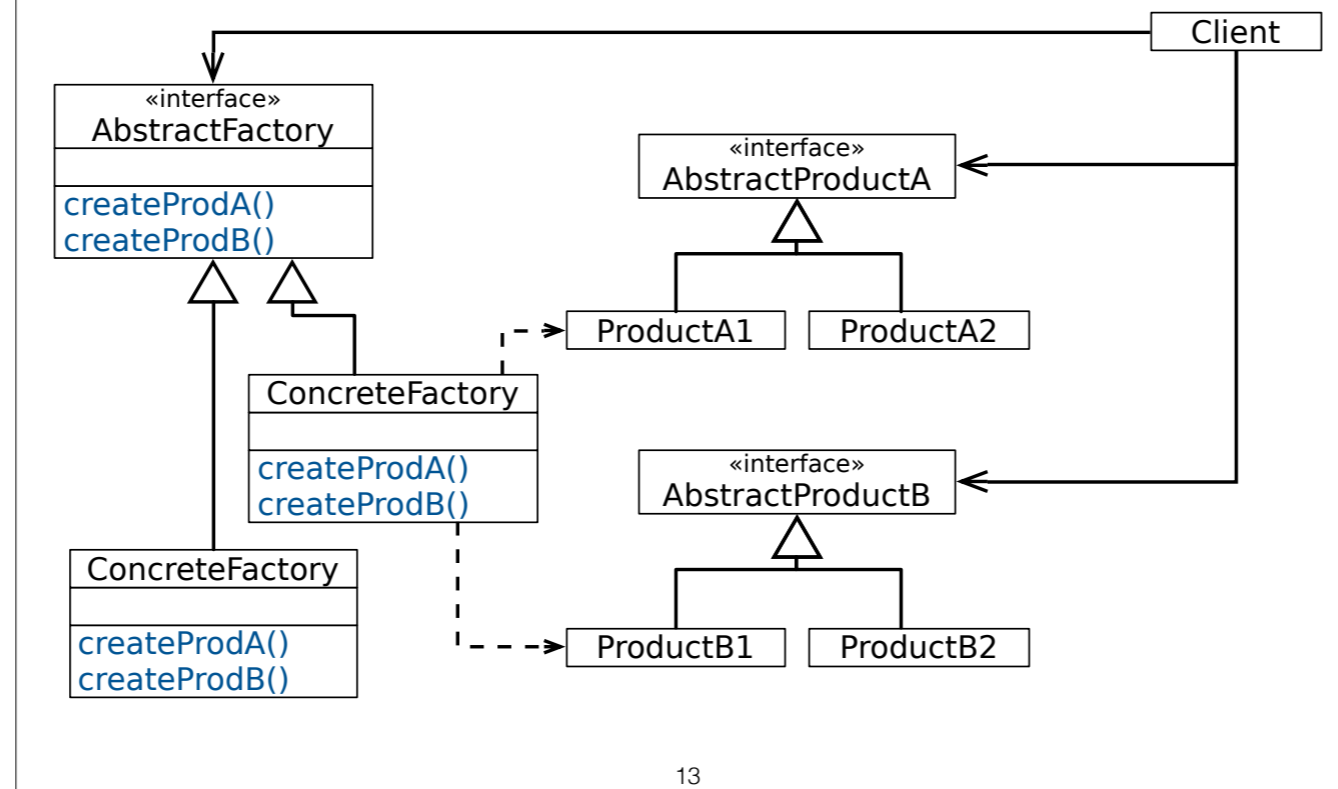 Client
«interface»
AbstractFactory
createProdA()
createProdB()
«interface»
AbstractProductA
ProductA1
ProductA2
ConcreteFactory
createProdA()
createProdB()
«interface»
AbstractProductB
ConcreteFactory
createProdA()
createProdB()
ProductB1
ProductB2
13